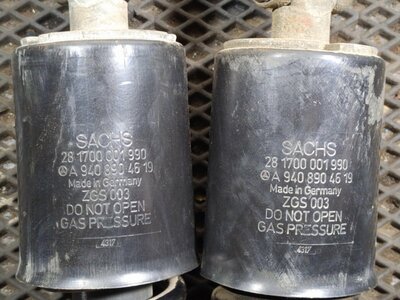 SACHS
28 1700 001 990
A 940 890 46 19
Made in Germany
ZGS 003
DO NOT OPEN
GAS PRESSURE
4317
SACHS
28 1700 001 990
A 940 890 46 19
Made in Germany
ZGS 003
DO NOT OPEN
GAS PRESSURE
4317